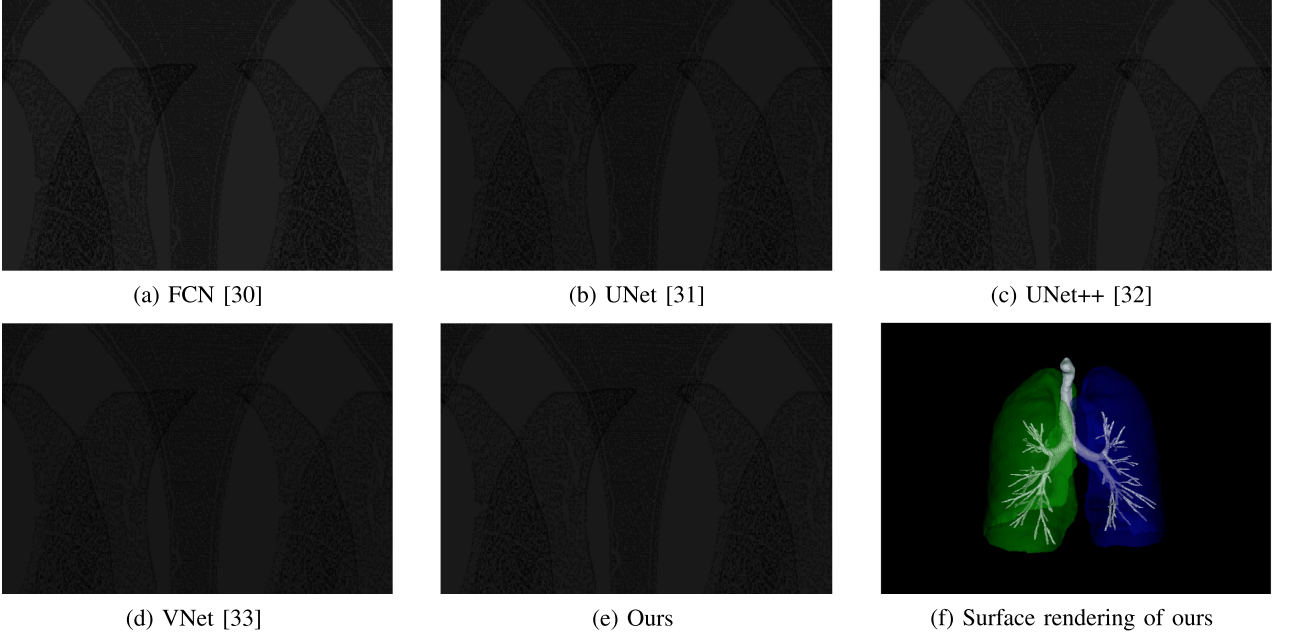 (a) FCN [30]
(b) UNet [31]
(c) UNet++ [32]
(d) VNet [33]
(e) Ours
(f) Surface rendering of ours